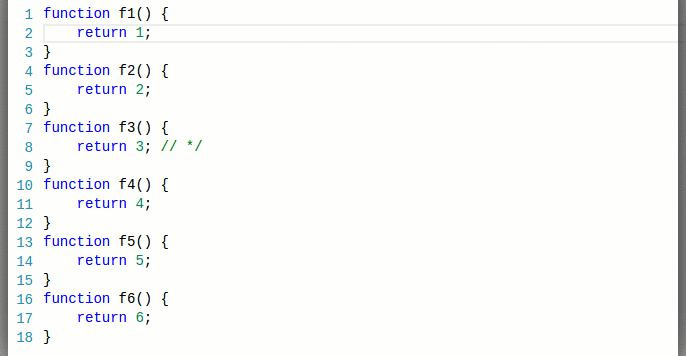 1 function f1() {
2     return 1;
3 }
4 function f2() {
5     return 2;
6 }
7 function f3() {
8     return 3; // */
9 }
10 function f4() {
11     return 4;
12 }
13 function f5() {
14     return 5;
15 }
16 function f6() {
17     return 6;
18 }